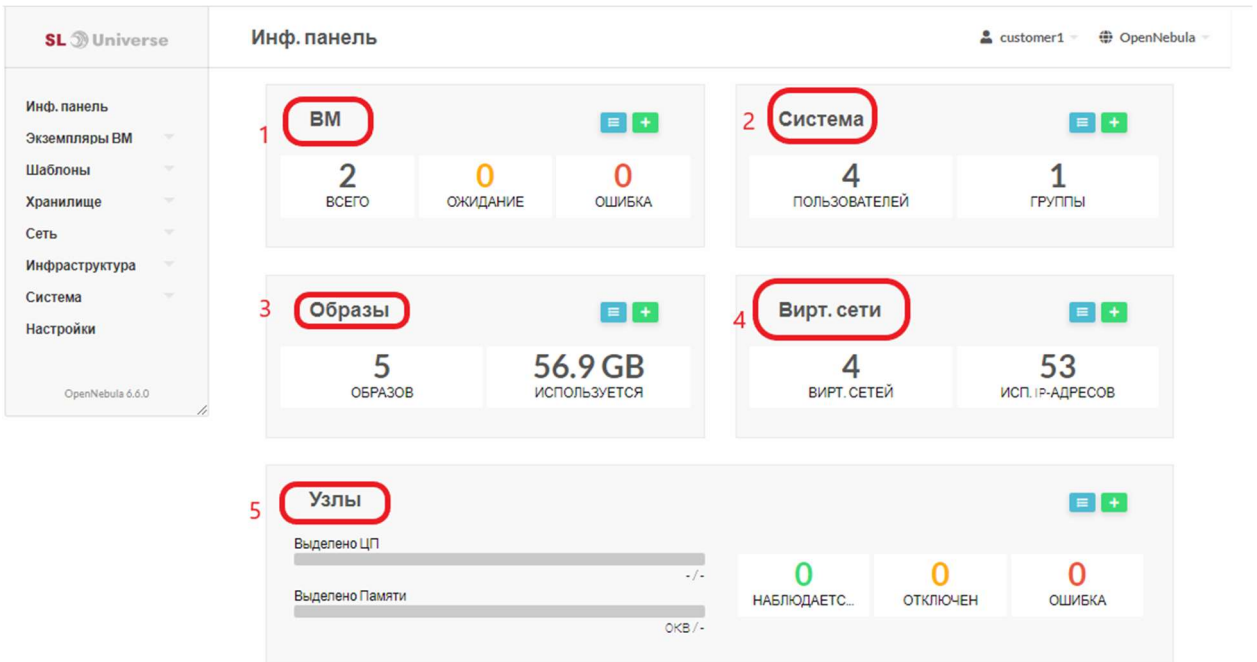 SL Universe
Инф. панель
customer1
OpenNebula
Инф. панель
Экземпляры ВМ
Шаблоны
Хранилище
Сеть
Инфраструктура
Система
Настройки
OpenNebula 6.6.0
1 ВМ
2 0 0
ВСЕГО ОЖИДАНИЕ ОШИБКА
2 Система
4 1
ПОЛЬЗОВАТЕЛЕЙ ГРУППЫ
3 Образы
5 56.9 GB
ОБРАЗОВ ИСПОЛЬЗУЕТСЯ
4 Вирт. сети
4 53
ВИРТ. СЕТЕЙ ИСП. IP-АДРЕСОВ
5 Узлы
Выделено ЦП
- / -
Выделено Памяти
0KB / -
0 0 0
НАБЛЮДАЕТС... ОТКЛЮЧЕН ОШИБКА